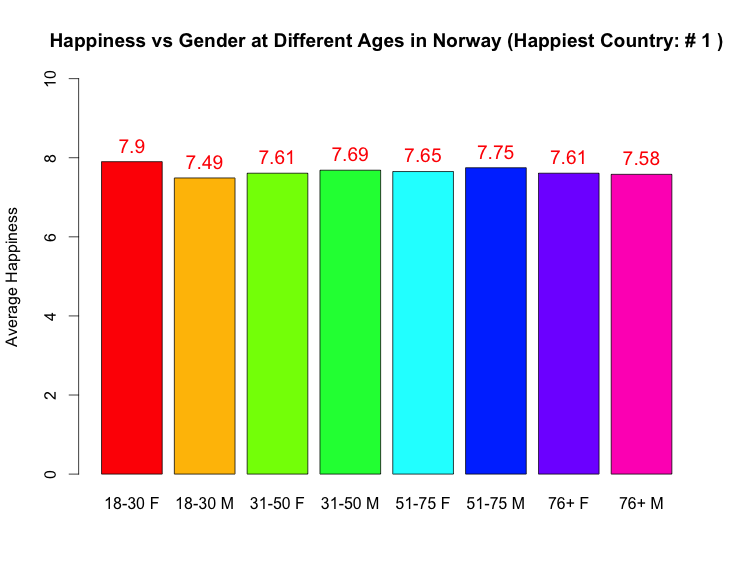 Happiness vs Gender at Different Ages in Norway (Happiest Country: # 1 )
Average Happiness
10
8
6
4
2
0
7.9
7.49
7.61
7.69
7.65
7.75
7.61
7.58
18-30 F
18-30 M
31-50 F
31-50 M
51-75 F
51-75 M
76+ F
76+ M